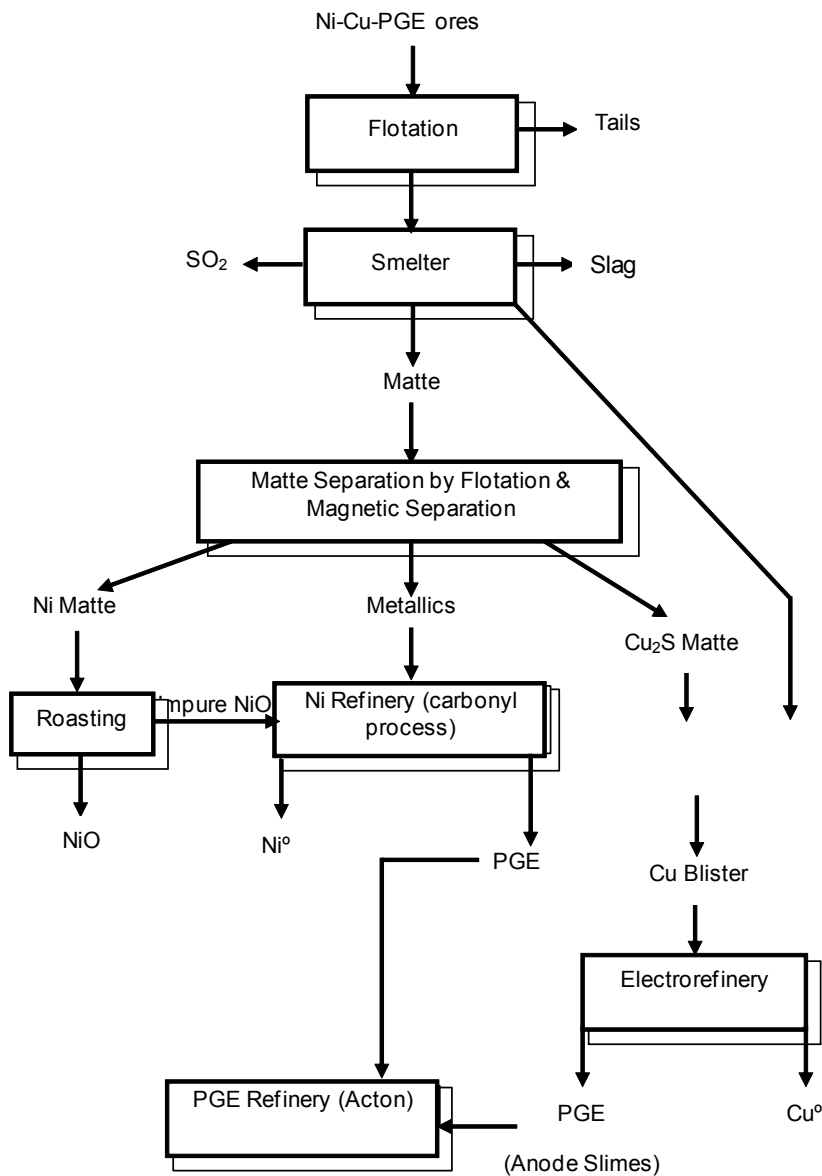 Ni-Cu-PGE ores
Flotation
Tails
SO₂
Smelter
Slag
Matte
Matte Separation by Flotation &
Magnetic Separation
Ni Matte
Metallics
Cu₂S Matte
Roasting
Impure NiO
Ni Refinery (carbonyl
process)
NiO
Niº
PGE
Cu Blister
Electrorefinery
PGE Refinery (Acton)
PGE
Cuº
(Anode Slimes)